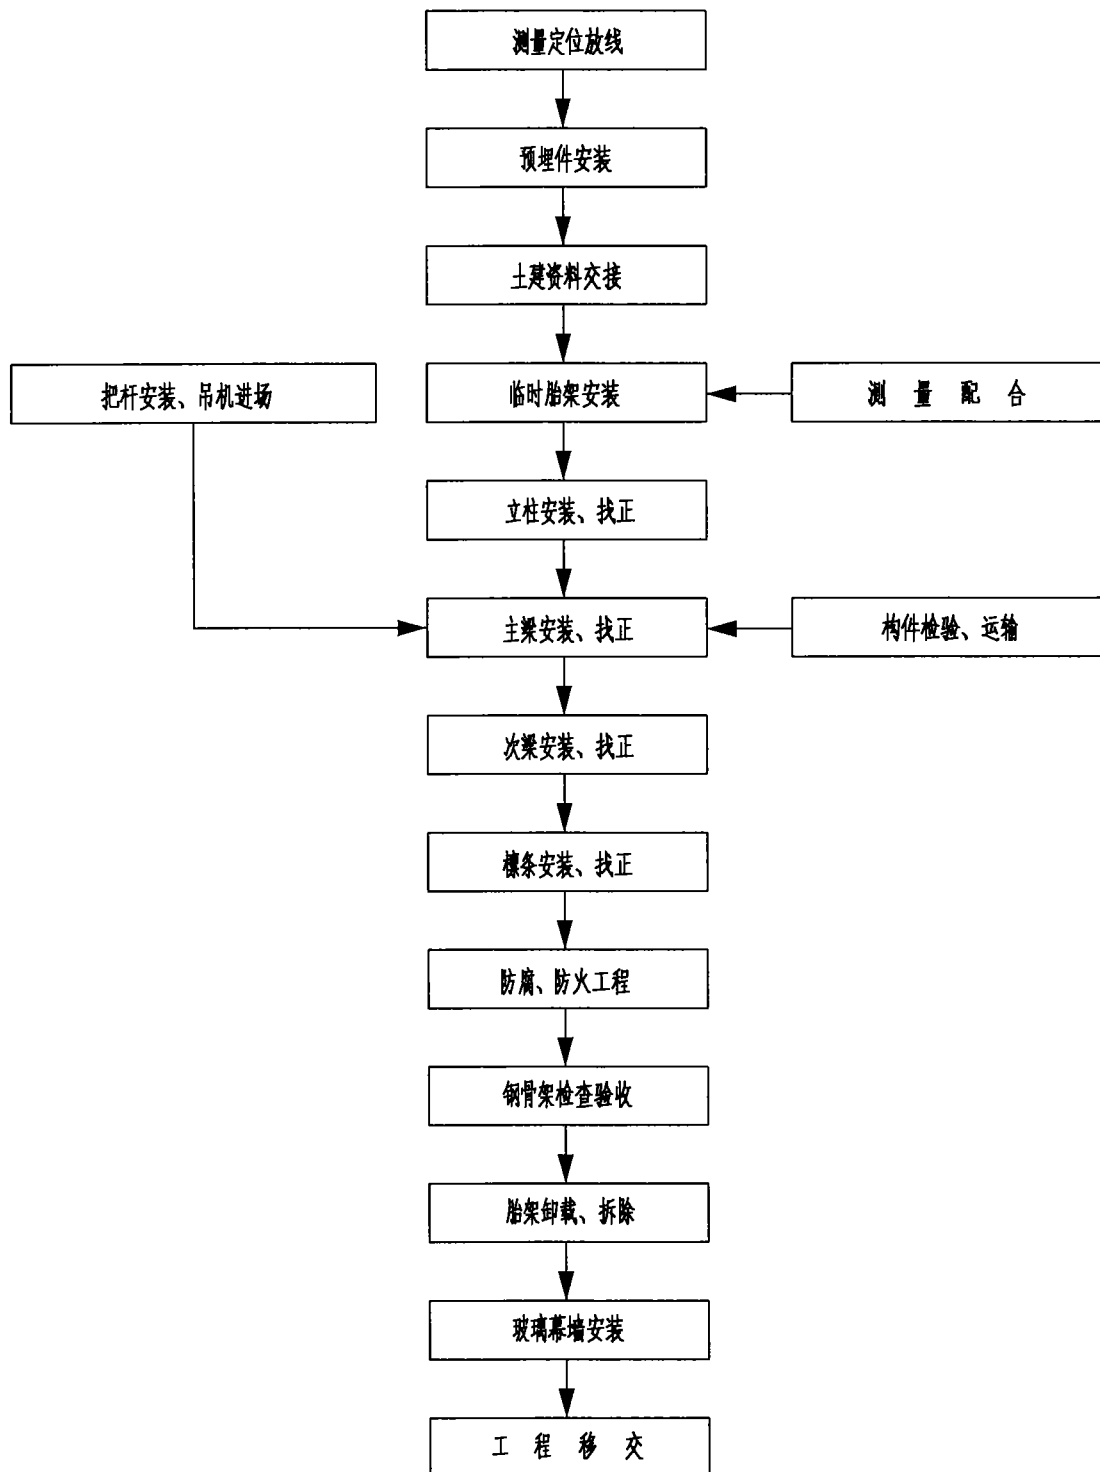 测量定位放线
预埋件安装
土建资料交接
把杆安装、吊机进场
临时胎架安装
测量配合
立柱安装、找正
主梁安装、找正
构件检验、运输
次梁安装、找正
檩条安装、找正
防腐、防火工程
钢骨架检查验收
胎架卸载、拆除
玻璃幕墙安装
工程移交